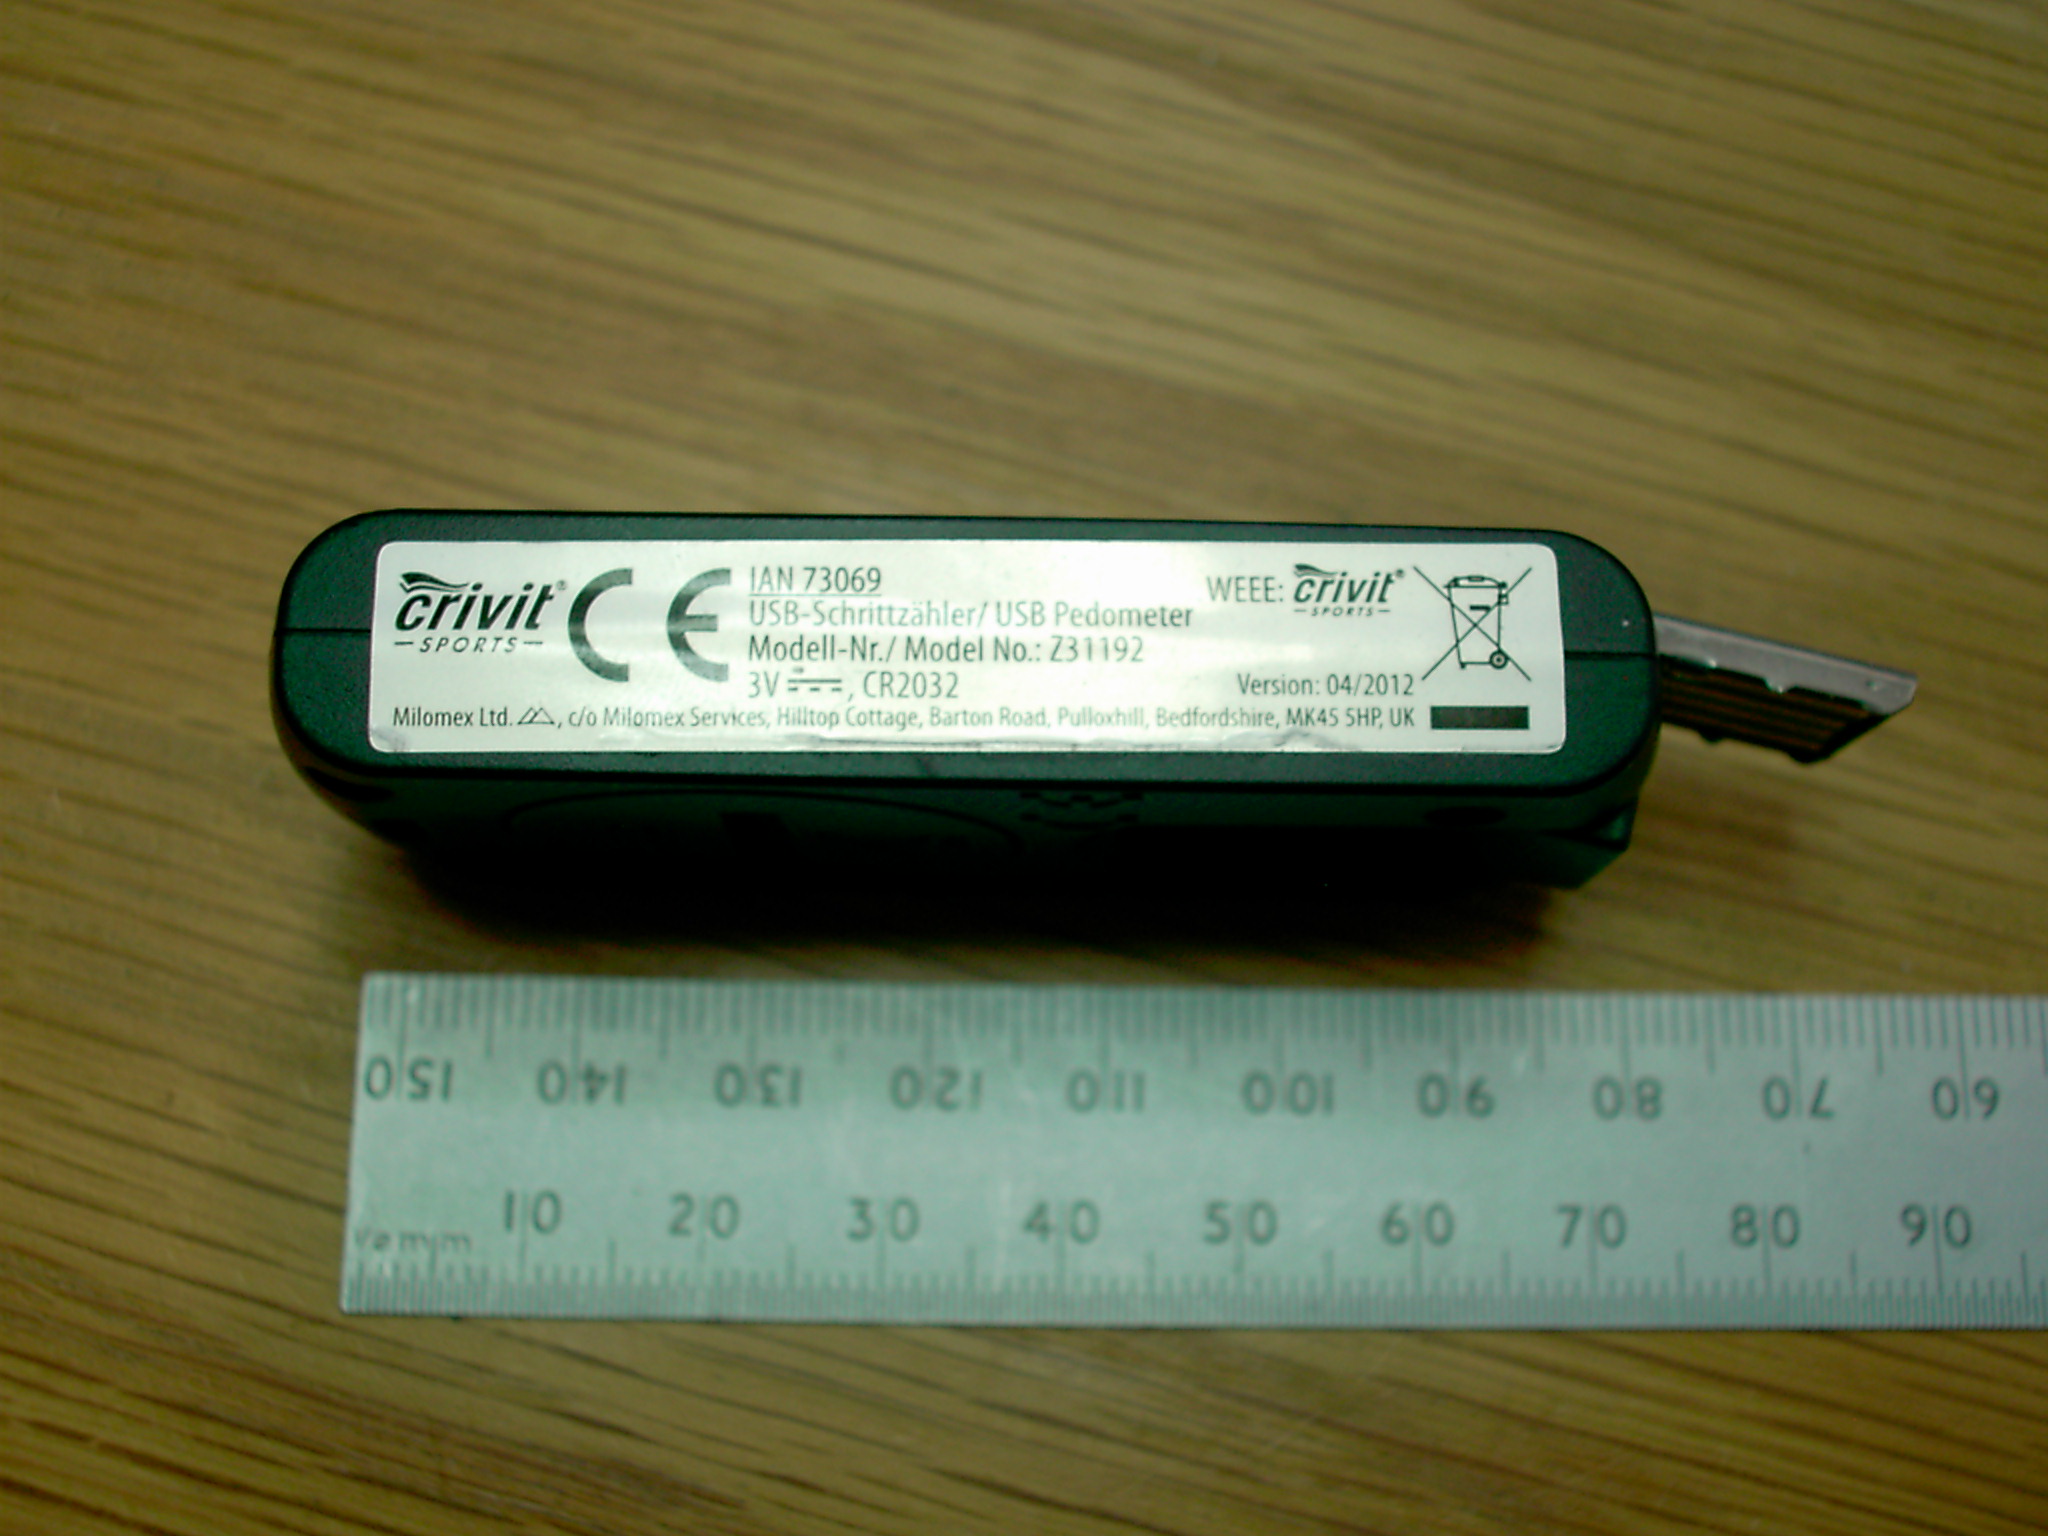 crivit®
SPORTS
CE
IAN 73069
USB-Schrittzähler/ USB Pedometer
Modell-Nr./ Model No.: Z31192
3V, CR2032
WEEE: crivit®
SPORTS
Version: 04/2012
Milomex Ltd., c/o Milomex Services, Hilltop Cottage, Barton Road, Pulloxhill, Bedfordshire, MK45 5HP, UK
150 140 130 120 110 100 90 80 70 60
10 20 30 40 50 60 70 80 90
mm